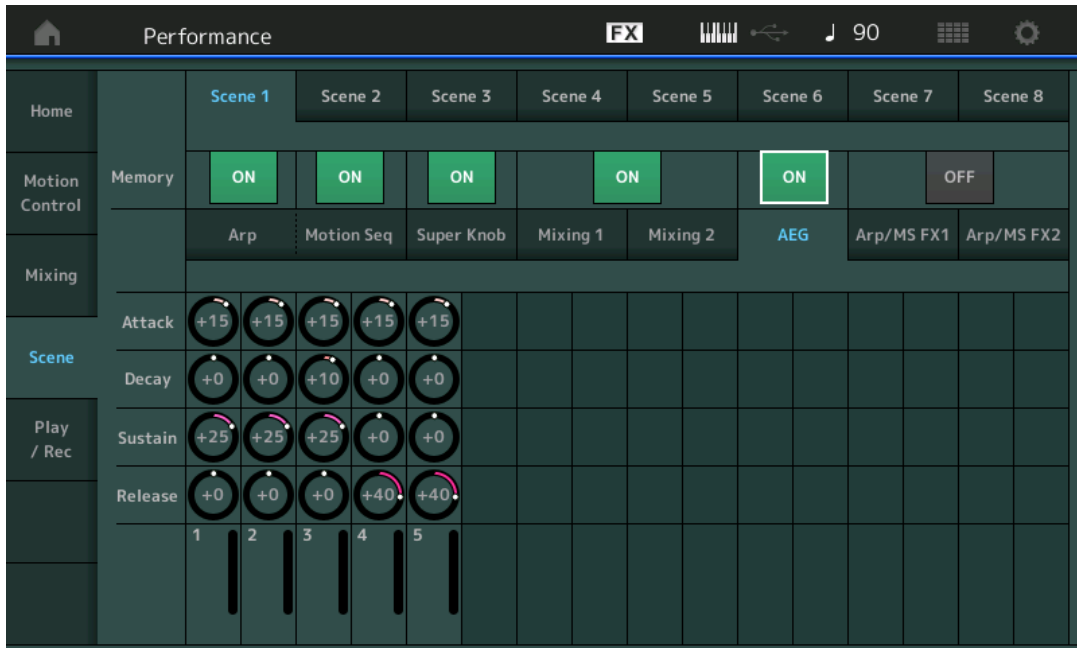 Performance FX 90
Scene 1 Scene 2 Scene 3 Scene 4 Scene 5 Scene 6 Scene 7 Scene 8
Home
Memory ON ON ON ON ON OFF
Motion
Control
Arp Motion Seq Super Knob Mixing 1 Mixing 2 AEG Arp/MS FX1 Arp/MS FX2
Mixing
Attack +15 +15 +15 +15 +15
Scene
Decay +0 +0 +10 +0 +0
Play
/ Rec
Sustain +25 +25 +25 +0 +0
Release +0 +0 +0 +40 +40
1 2 3 4 5